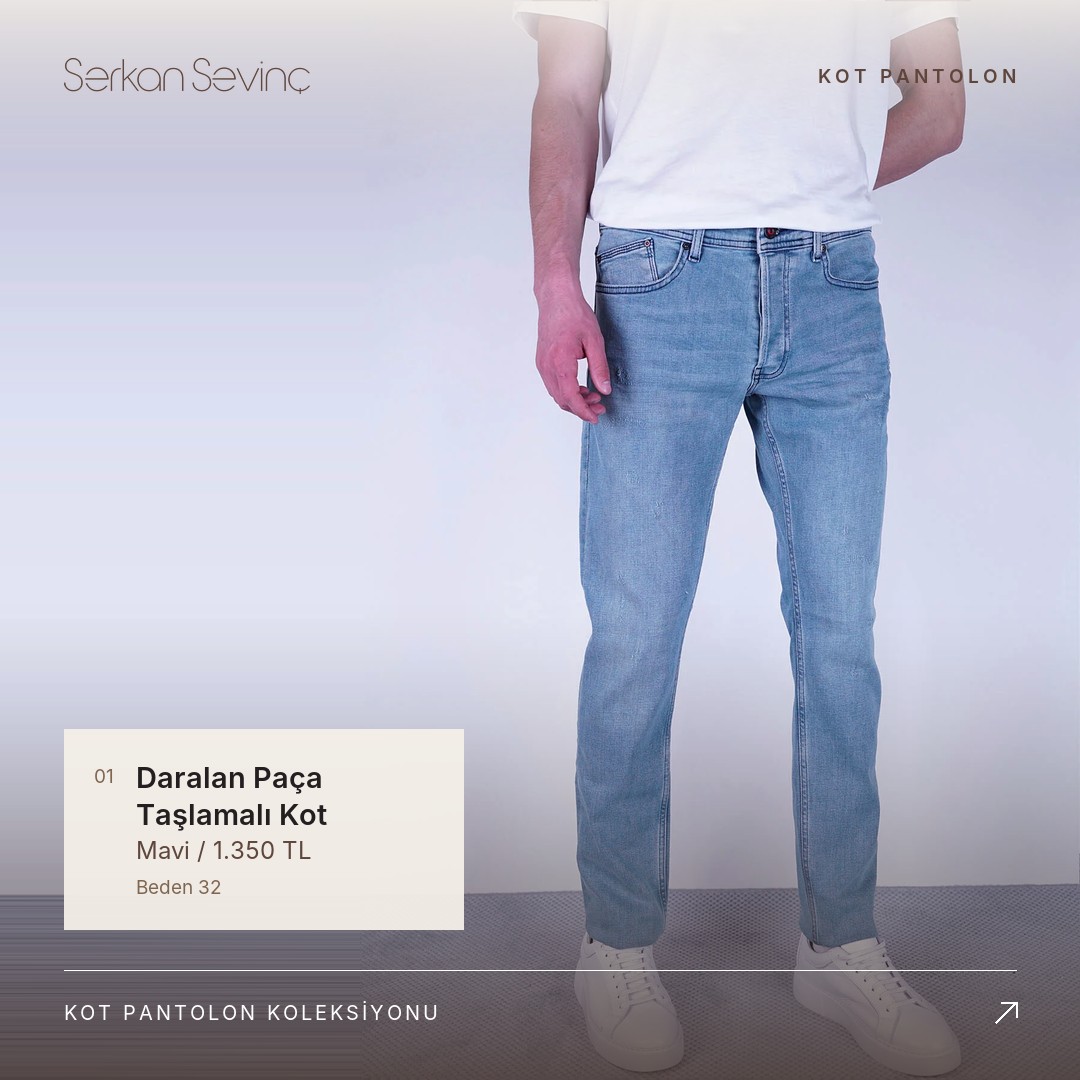 Serkan Sevinç
KOT PANTOLON
01
Daralan Paça
Taşlamalı Kot
Mavi / 1.350 TL
Beden 32
KOT PANTOLON KOLEKSİYONU